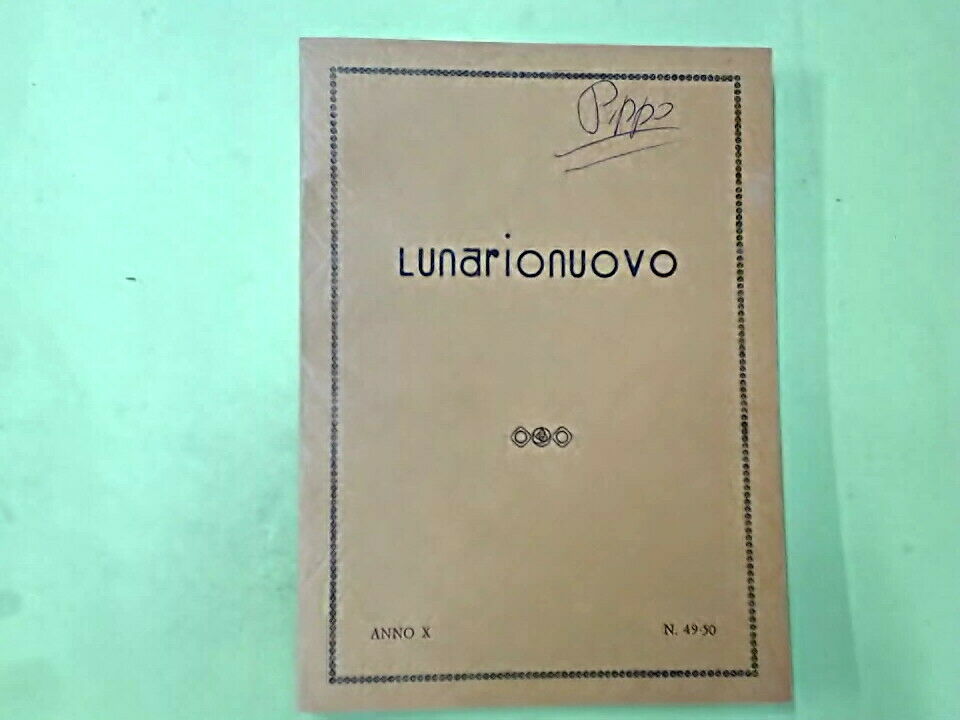 Pippo
Lunarionuovo
ANNO X
N. 49-50